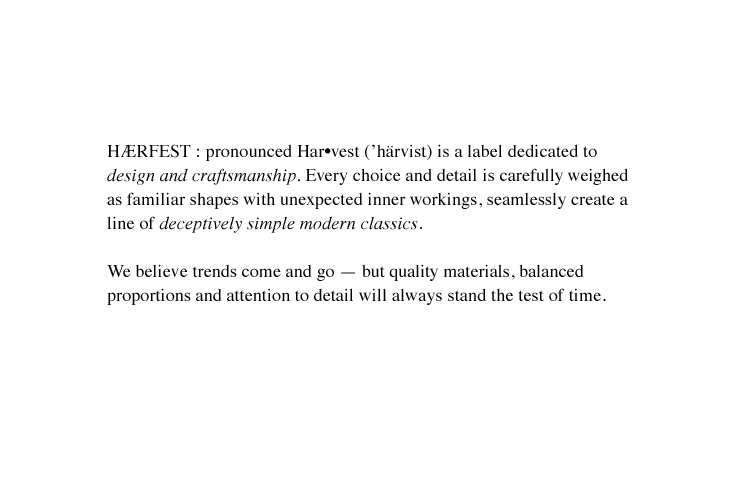 HÆRFEST : pronounced Har•vest (’härvist) is a label dedicated to
design and craftsmanship. Every choice and detail is carefully weighed
as familiar shapes with unexpected inner workings, seamlessly create a
line of deceptively simple modern classics.
We believe trends come and go — but quality materials, balanced
proportions and attention to detail will always stand the test of time.